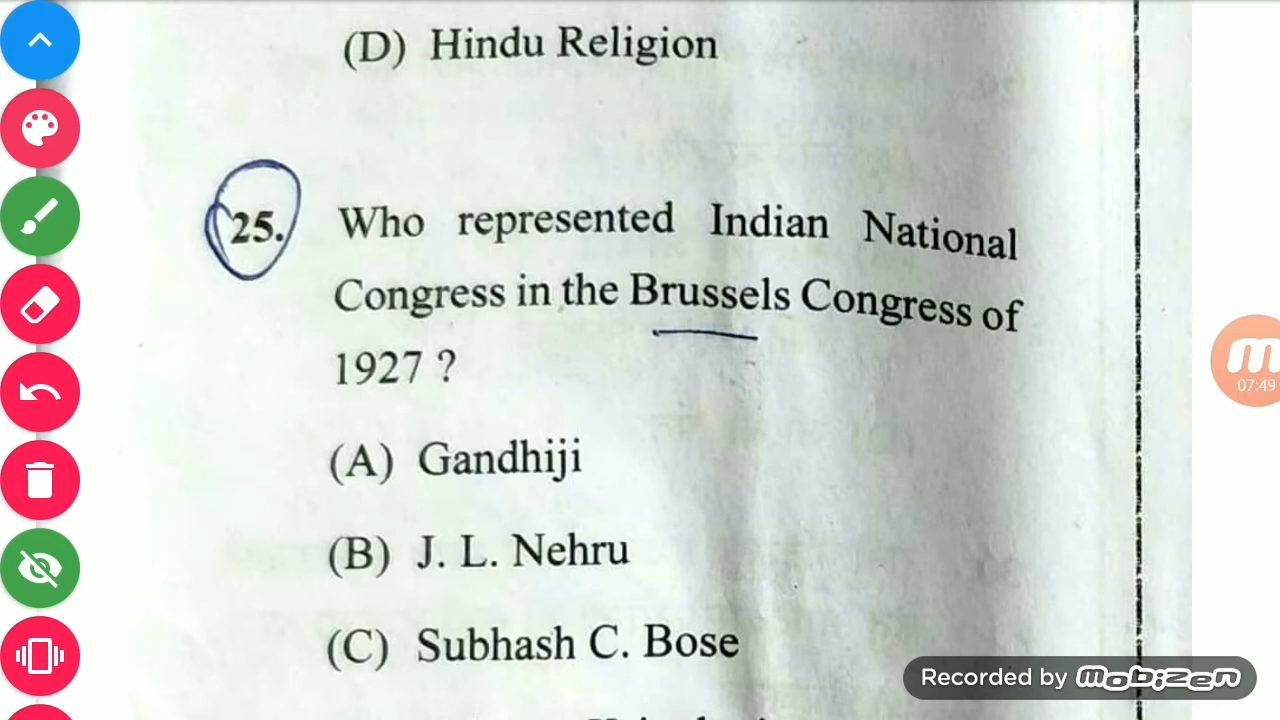 (D) Hindu Religion
25. Who represented Indian National
Congress in the Brussels Congress of
1927 ?
(A) Gandhiji
(B) J. L. Nehru
(C) Subhash C. Bose
07:49
Recorded by mobizen